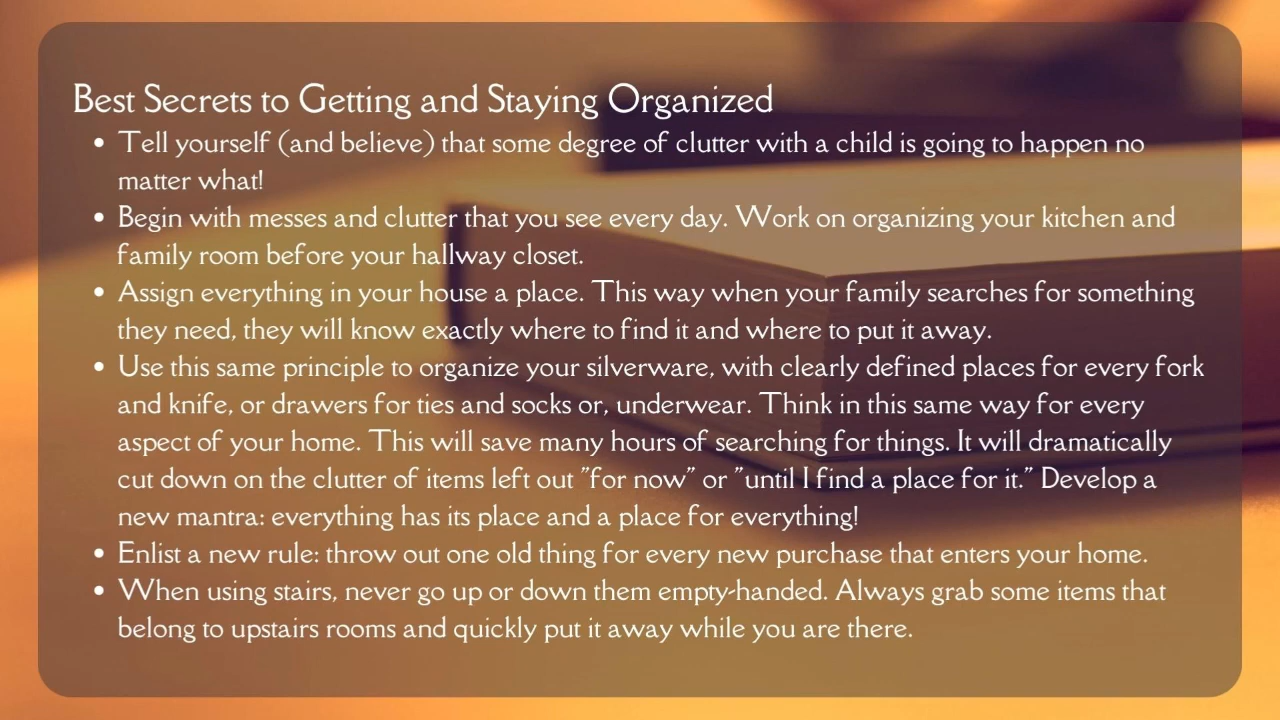 Best Secrets to Getting and Staying Organized
• Tell yourself (and believe) that some degree of clutter with a child is going to happen no
matter what!
• Begin with messes and clutter that you see every day. Work on organizing your kitchen and
family room before your hallway closet.
• Assign everything in your house a place. This way when your family searches for something
they need, they will know exactly where to find it and where to put it away.
• Use this same principle to organize your silverware, with clearly defined places for every fork
and knife, or drawers for ties and socks or, underwear. Think in this same way for every
aspect of your home. This will save many hours of searching for things. It will dramatically
cut down on the clutter of items left out "for now" or "until I find a place for it." Develop a
new mantra: everything has its place and a place for everything!
• Enlist a new rule: throw out one old thing for every new purchase that enters your home.
• When using stairs, never go up or down them empty-handed. Always grab some items that
belong to upstairs rooms and quickly put it away while you are there.